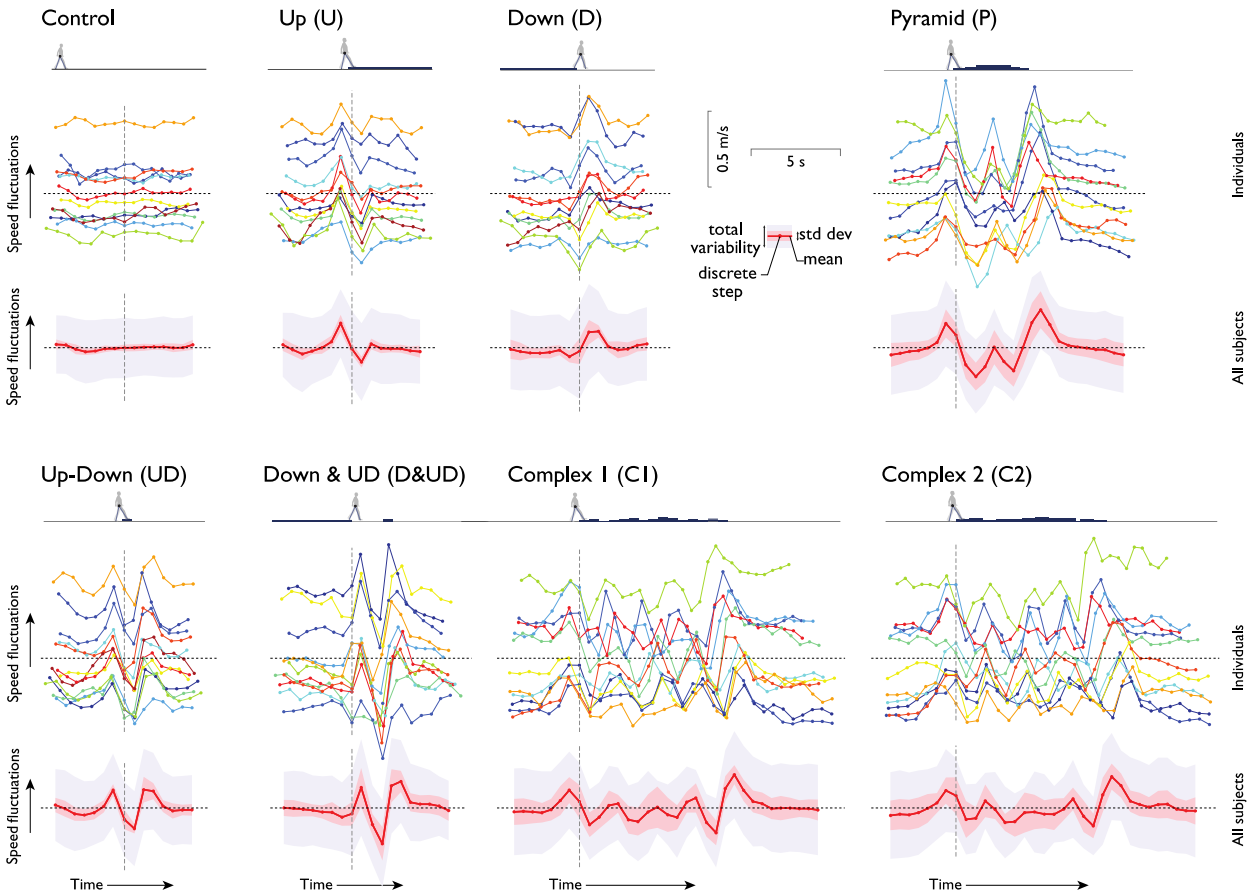 Control
Up (U)
Down (D)
Pyramid (P)
Speed fluctuations
0.5 m/s
5 s
Individuals
total
variability
std dev
mean
discrete
step
Speed fluctuations
All subjects
Up-Down (UD)
Down & UD (D&UD)
Complex 1 (C1)
Complex 2 (C2)
Speed fluctuations
Individuals
Speed fluctuations
All subjects
Time
Time
Time
Time